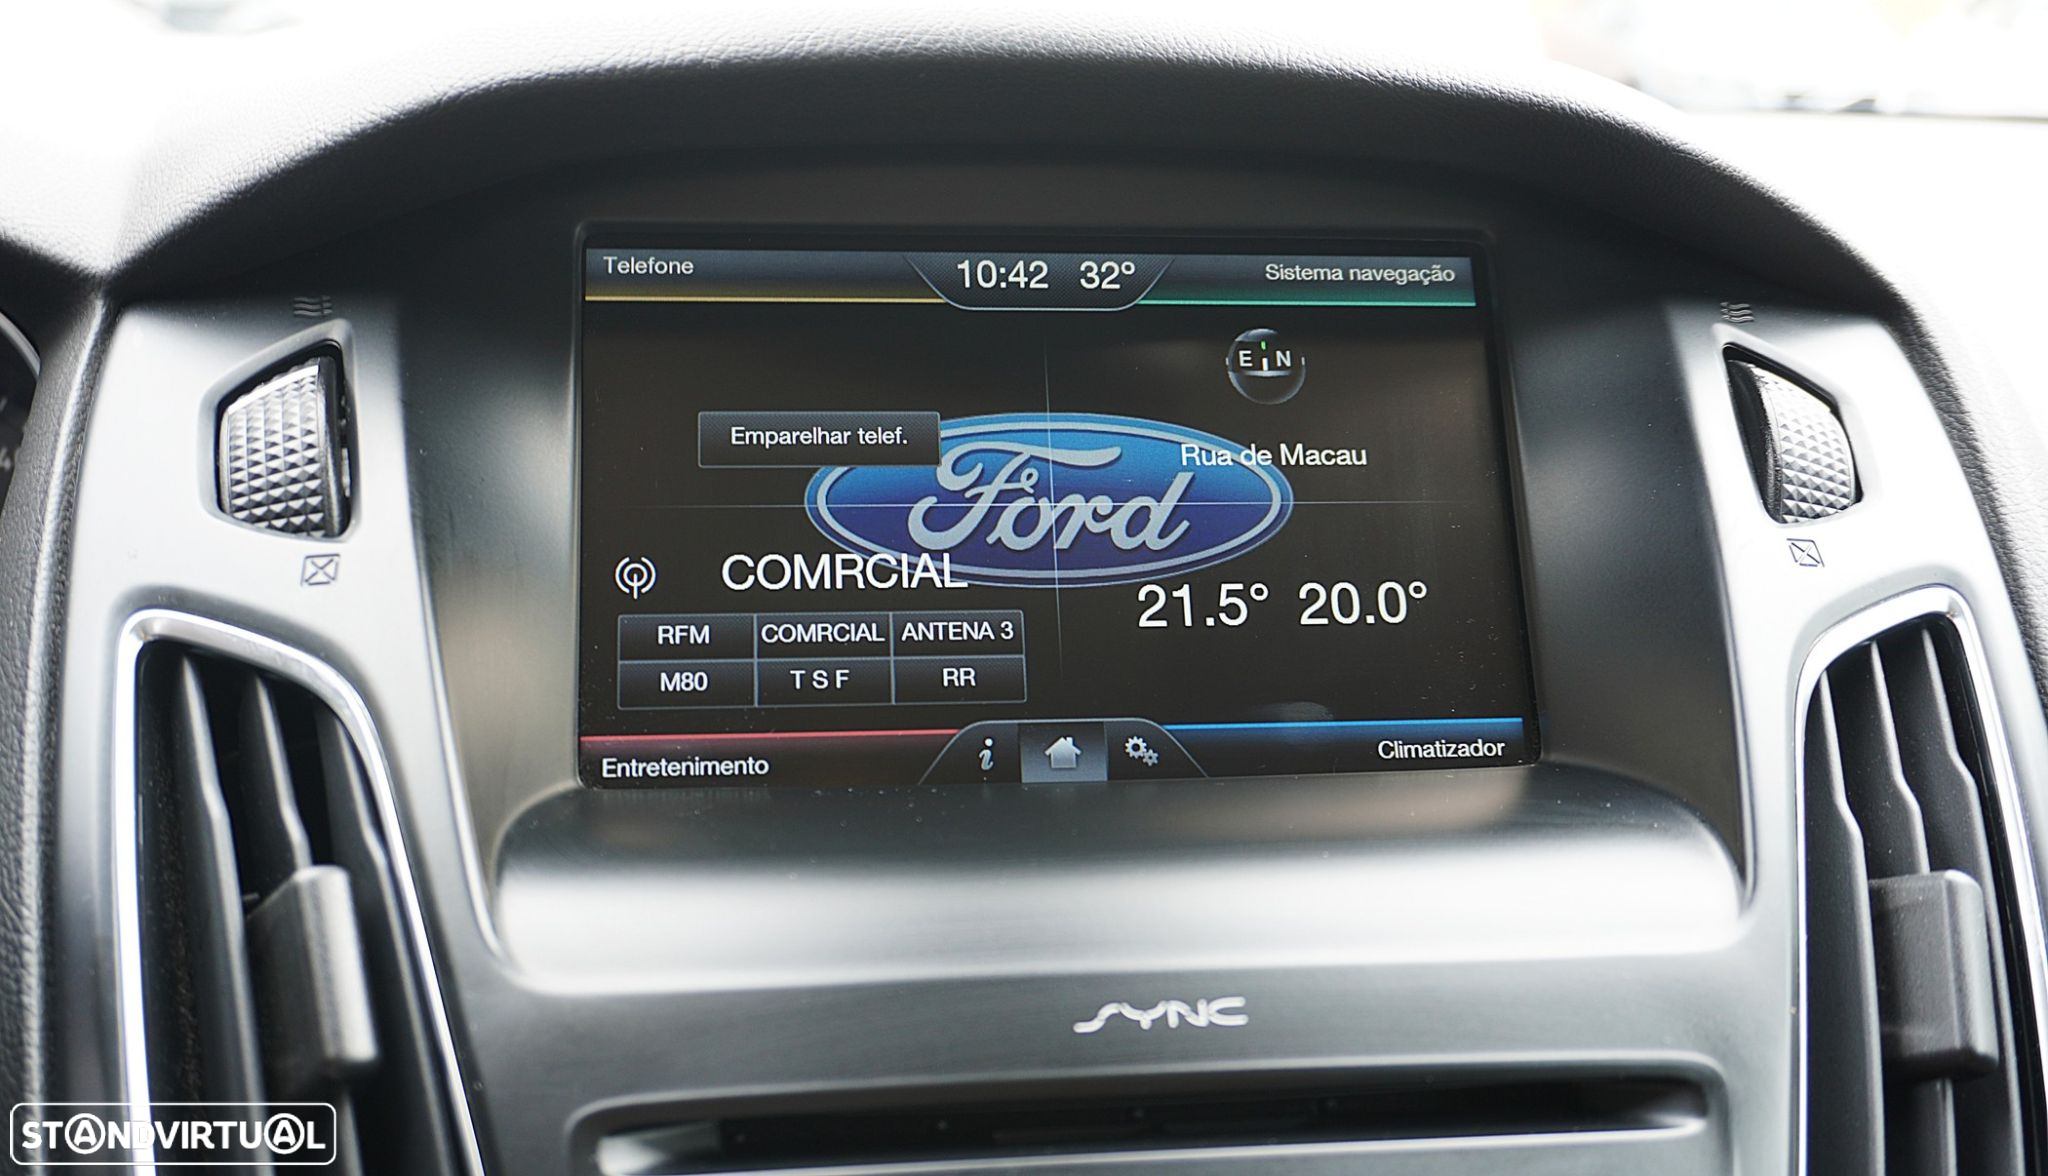 Telefone
10:42 32°
Sistema navegação
E N
Emparelhar telef.
Rua de Macau
Ford
COMRCIAL
21.5° 20.0°
RFM COMRCIAL ANTENA 3
M80 T S F RR
Entretenimento
i
Climatizador
SYNC
STANDVIRTUAL